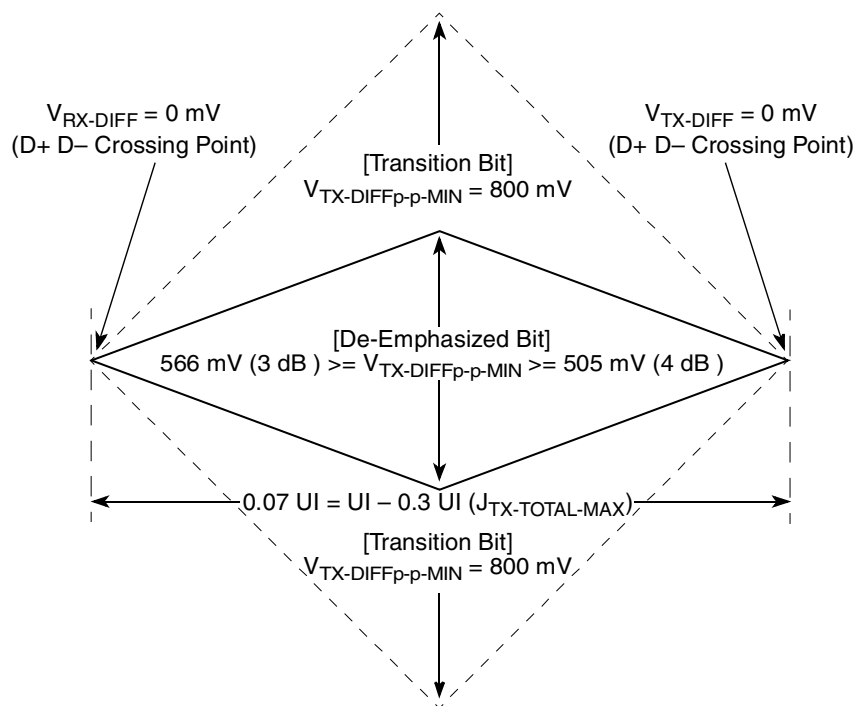 V_RX-DIFF = 0 mV
(D+ D– Crossing Point)
V_TX-DIFF = 0 mV
(D+ D– Crossing Point)
[Transition Bit]
V_TX-DIFFp-p-MIN = 800 mV
[De-Emphasized Bit]
566 mV (3 dB ) >= V_TX-DIFFp-p-MIN >= 505 mV (4 dB )
0.07 UI = UI – 0.3 UI (J_TX-TOTAL-MAX)
[Transition Bit]
V_TX-DIFFp-p-MIN = 800 mV